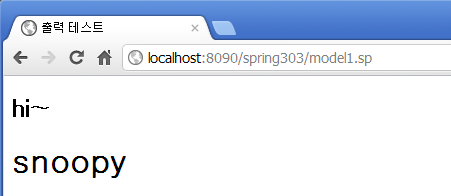 출력 테스트
localhost:8090/spring303/model1.sp
hi~
snoopy